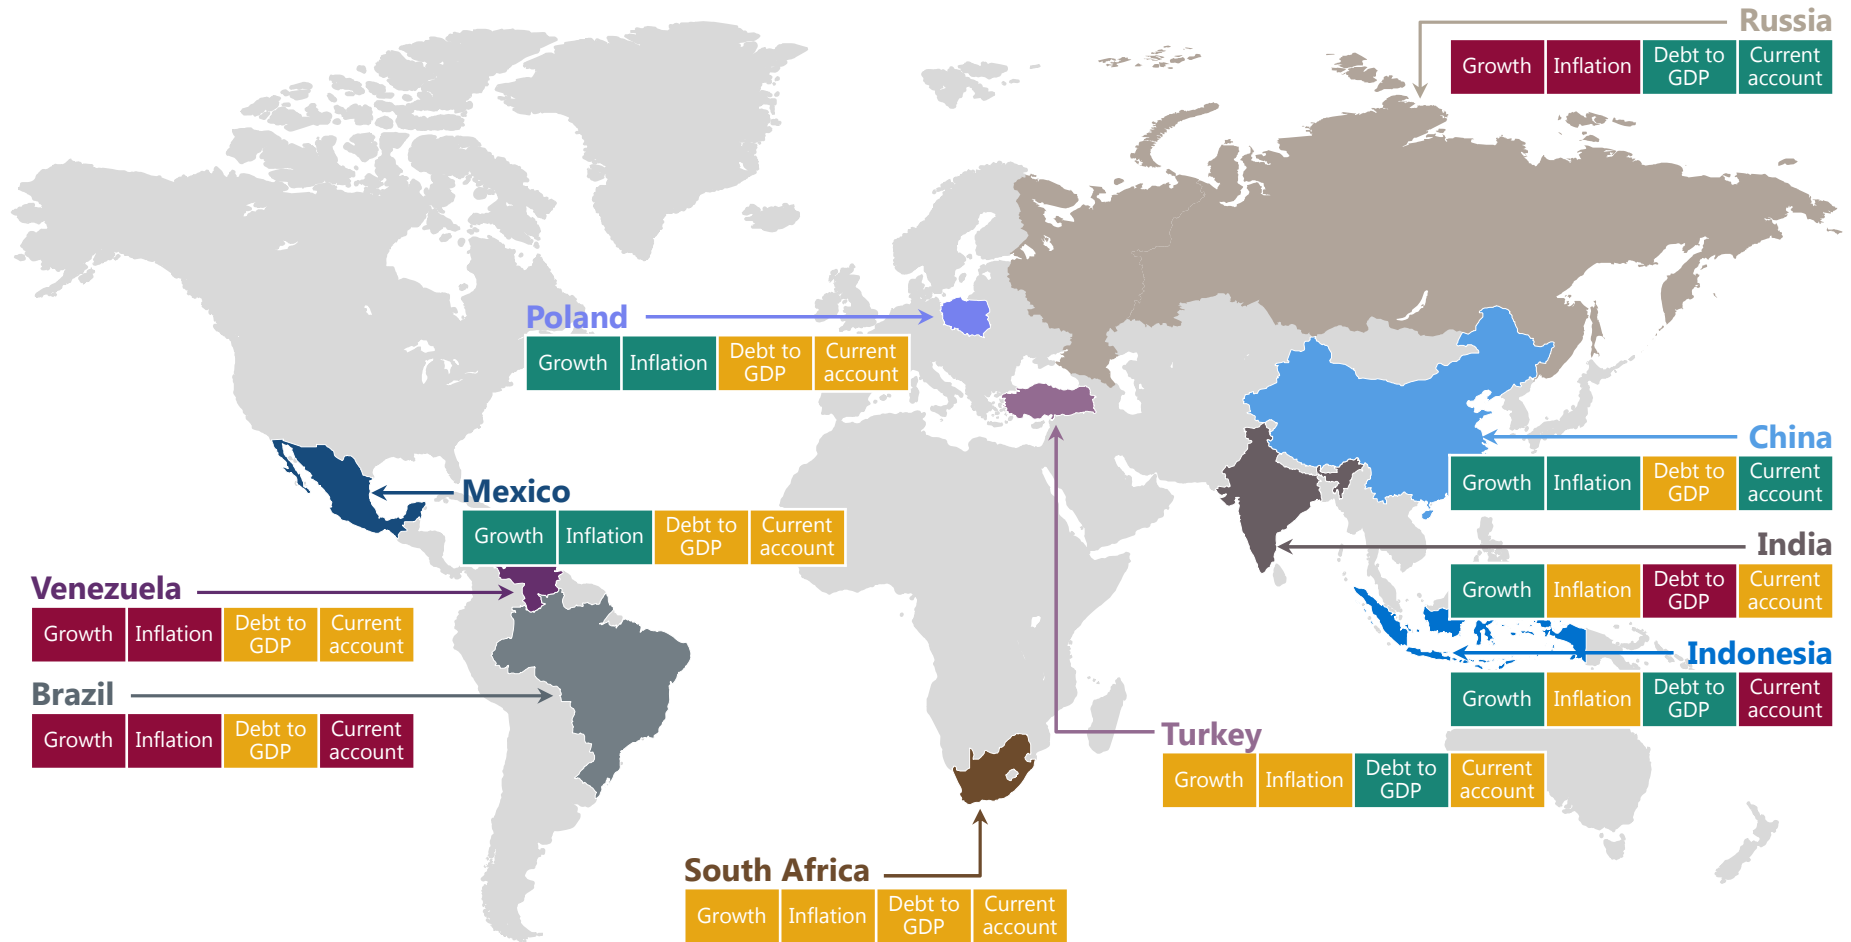 Russia
Growth Inflation Debt to GDP Current account
Poland
Growth Inflation Debt to GDP Current account
China
Growth Inflation Debt to GDP Current account
Mexico
Growth Inflation Debt to GDP Current account
India
Growth Inflation Debt to GDP Current account
Venezuela
Growth Inflation Debt to GDP Current account
Indonesia
Growth Inflation Debt to GDP Current account
Brazil
Growth Inflation Debt to GDP Current account
Turkey
Growth Inflation Debt to GDP Current account
South Africa
Growth Inflation Debt to GDP Current account